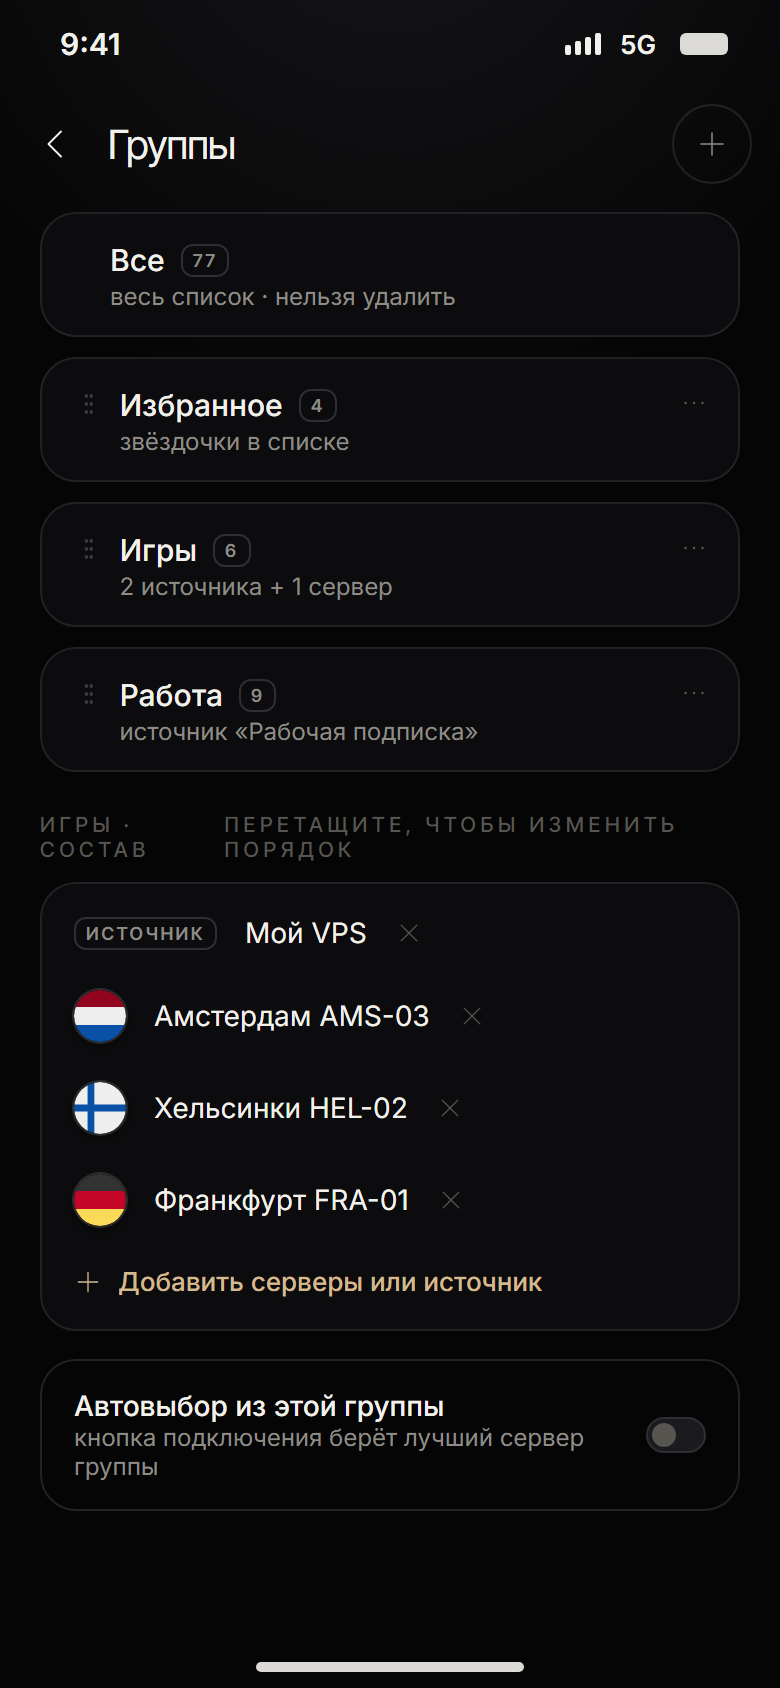 9:41 5G
Группы
Все 77
весь список · нельзя удалить
Избранное 4
звёздочки в списке
Игры 6
2 источника + 1 сервер
Работа 9
источник «Рабочая подписка»
ИГРЫ ·
СОСТАВ
ПЕРЕТАЩИТЕ, ЧТОБЫ ИЗМЕНИТЬ
ПОРЯДОК
ИСТОЧНИК Мой VPS
Амстердам AMS-03
Хельсинки HEL-02
Франкфурт FRA-01
Добавить серверы или источник
Автовыбор из этой группы
кнопка подключения берёт лучший сервер
группы